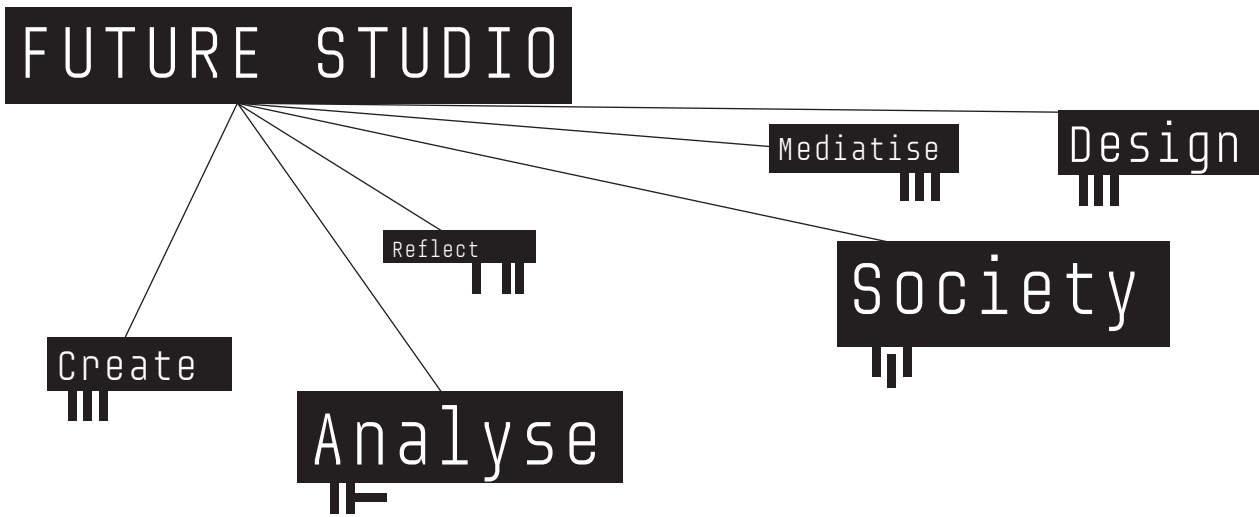 FUTURE STUDIO
Mediatise
Design
Reflect
Society
Create
Analyse